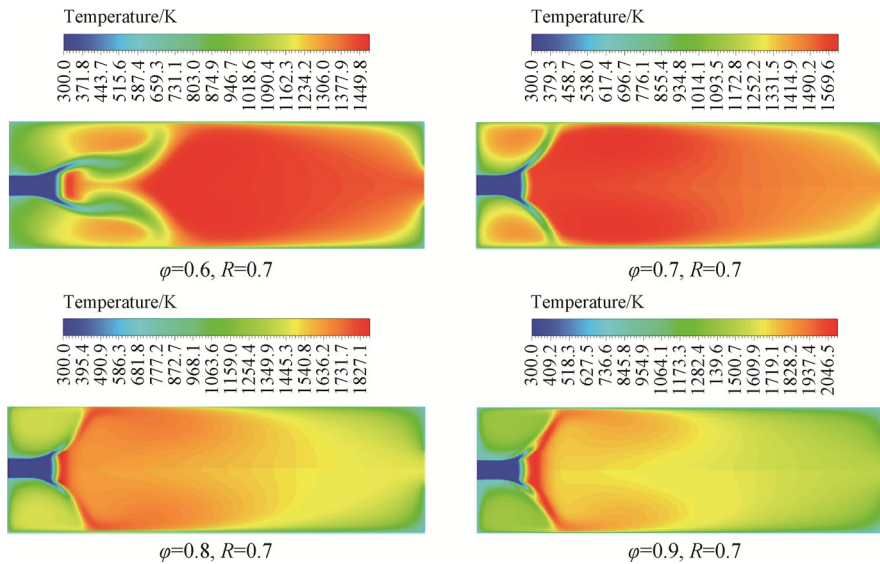 Temperature/K
300.0 371.8 443.7 515.6 587.4 659.3 731.1 803.0 874.9 946.7 1018.6 1090.4 1162.3 1234.2 1306.0 1377.9 1449.8
φ=0.6, R=0.7
Temperature/K
300.0 379.3 458.7 538.0 617.4 696.7 776.1 855.4 934.8 1014.1 1093.5 1172.8 1252.2 1331.5 1414.9 1490.2 1569.6
φ=0.7, R=0.7
Temperature/K
300.0 395.4 490.9 586.3 681.8 777.2 872.7 968.1 1063.6 1159.0 1254.4 1349.9 1445.3 1540.8 1636.2 1731.7 1827.1
φ=0.8, R=0.7
Temperature/K
300.0 409.2 518.3 627.5 736.6 845.8 954.9 1064.1 1173.3 1282.4 139.6 1500.7 1609.9 1719.1 1828.2 1937.4 2046.5
φ=0.9, R=0.7